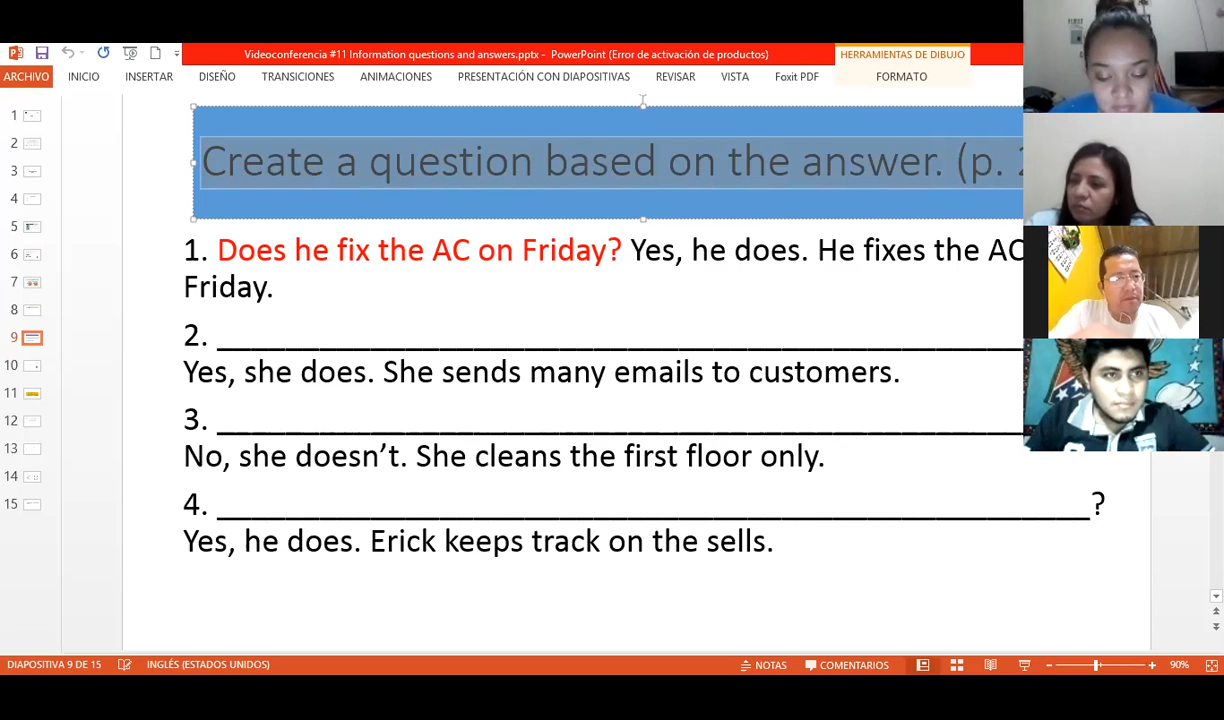 Videoconferencia #11 Information questions and answers.pptx - PowerPoint (Error de activación de productos)
HERRAMIENTAS DE DIBUJO
ARCHIVO INICIO INSERTAR DISEÑO TRANSICIONES ANIMACIONES PRESENTACIÓN CON DIAPOSITIVAS REVISAR VISTA Foxit PDF FORMATO
1
2
3
4
5
6
7
8
9
10
11
12
13
14
15
Create a question based on the answer. (p. 2
1. Does he fix the AC on Friday? Yes, he does. He fixes the AC
Friday.
2. ______________________________________________
Yes, she does. She sends many emails to customers.
3. ______________________________________________
No, she doesn’t. She cleans the first floor only.
4. __________________________________________________?
Yes, he does. Erick keeps track on the sells.
DIAPOSITIVA 9 DE 15 INGLÉS (ESTADOS UNIDOS) NOTAS COMENTARIOS 90%